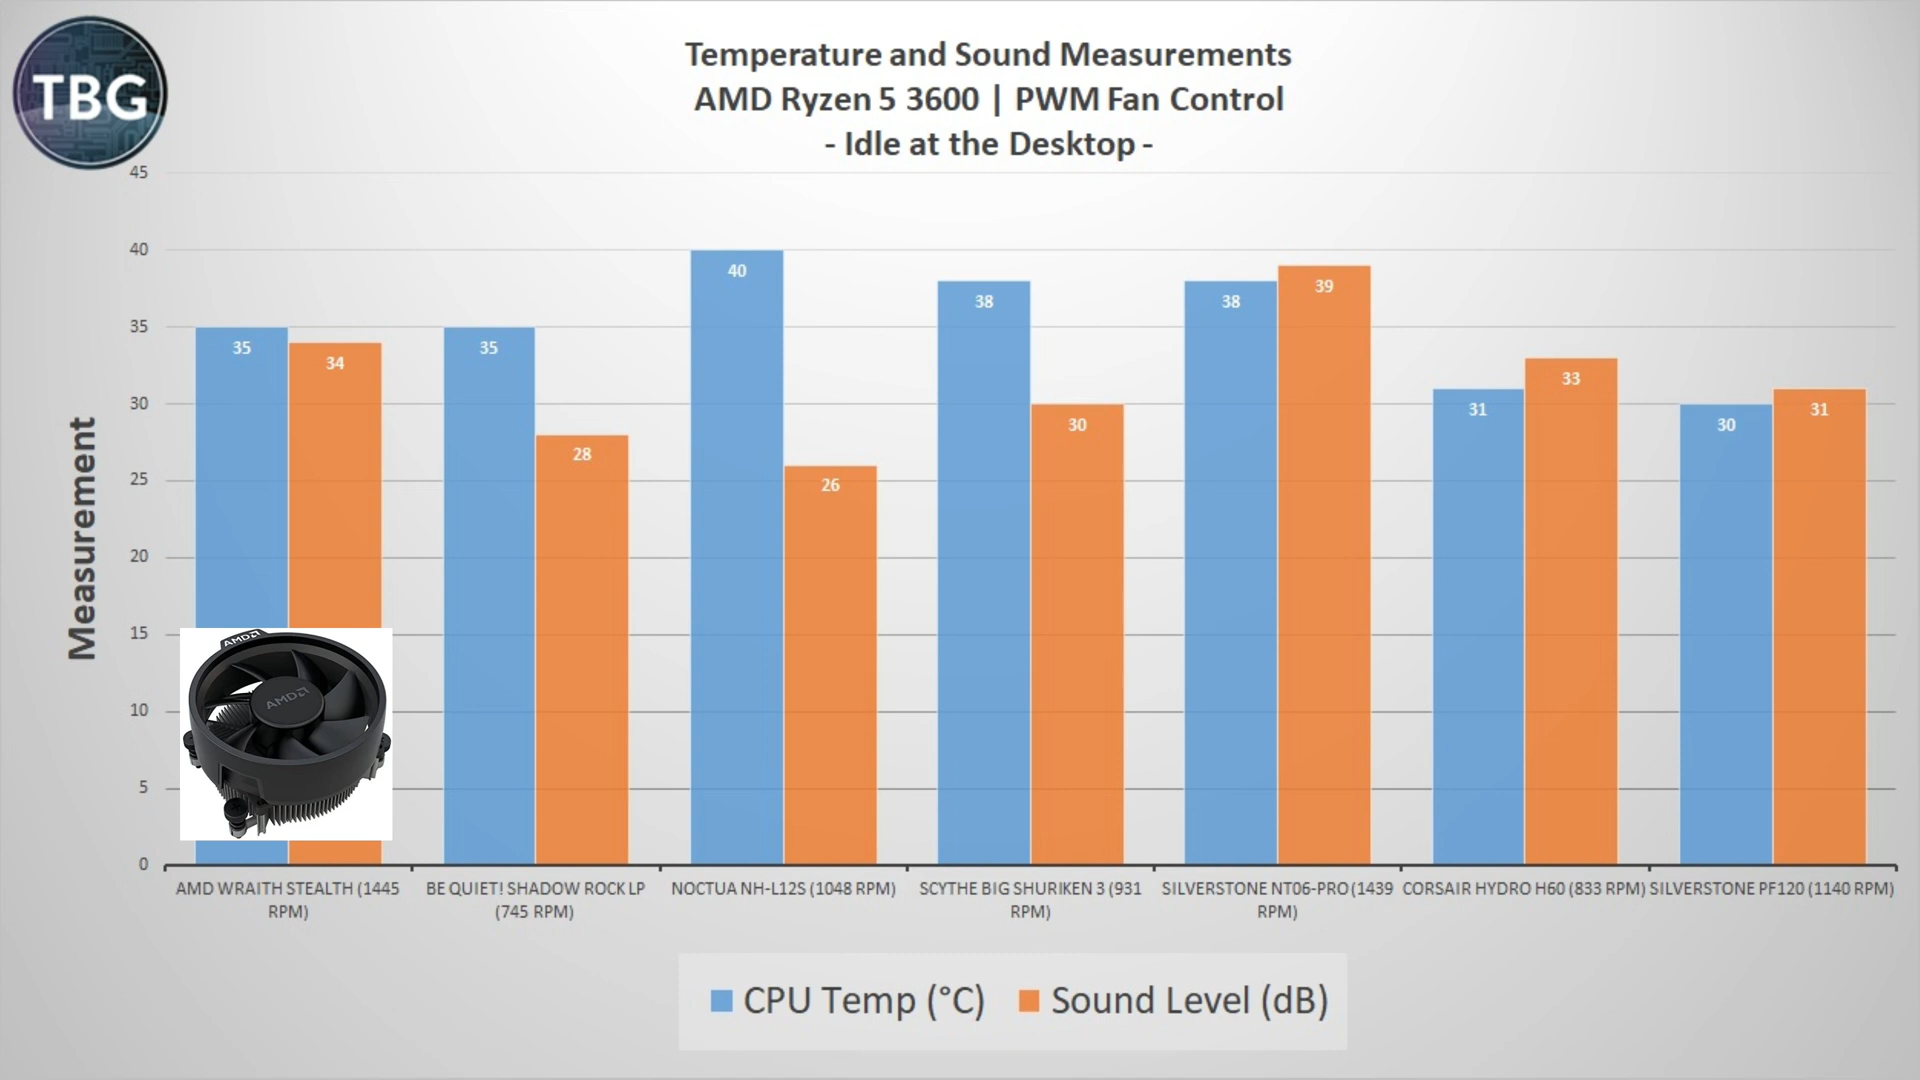 TBG
Temperature and Sound Measurements
AMD Ryzen 5 3600 | PWM Fan Control
- Idle at the Desktop -
Measurement
45
40
35
30
25
20
15
10
5
0
35
34
35
28
40
26
38
30
38
39
31
33
30
31
AMD
AMD
AMD WRAITH STEALTH (1445
RPM)
BE QUIET! SHADOW ROCK LP
(745 RPM)
NOCTUA NH-L12S (1048 RPM)
SCYTHE BIG SHURIKEN 3 (931
RPM)
SILVERSTONE NT06-PRO (1439
RPM)
CORSAIR HYDRO H60 (833 RPM)
SILVERSTONE PF120 (1140 RPM)
CPU Temp (°C)
Sound Level (dB)